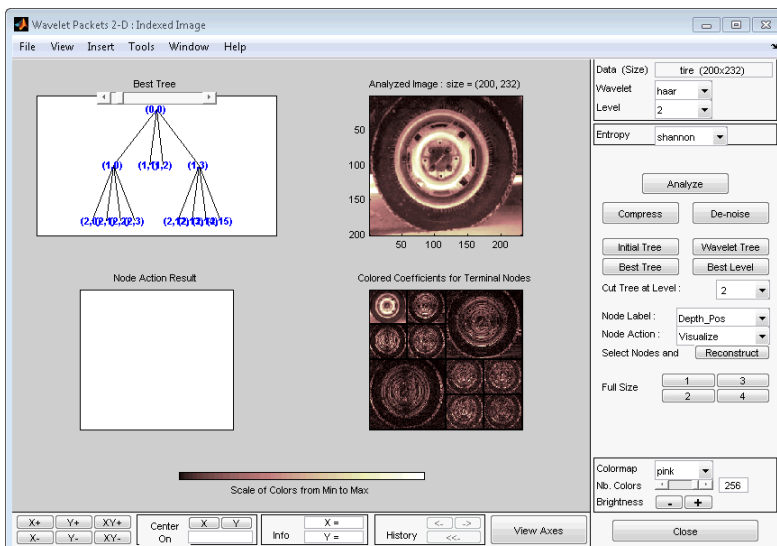 Wavelet Packets 2-D : Indexed Image
File View Insert Tools Window Help
Best Tree
(0,0)
(1,0) (1,2) (1,3)
(2,3)
Analyzed Image : size = (200, 232)
50
100
150
200
50 100 150 200
Node Action Result
Colored Coefficients for Terminal Nodes
Scale of Colors from Min to Max
Data (Size) tire (200x232)
Wavelet haar
Level 2
Entropy shannon
Analyze
Compress De-noise
Initial Tree Wavelet Tree
Best Tree Best Level
Cut Tree at Level : 2
Node Label : Depth_Pos
Node Action : Visualize
Select Nodes and Reconstruct
Full Size 1 3
2 4
Colormap pink
Nb. Colors 256
Brightness - +
X+ Y+ XY+
X- Y- XY-
Center On X Y
Info X =
Y =
History <- ->
<<-
View Axes
Close